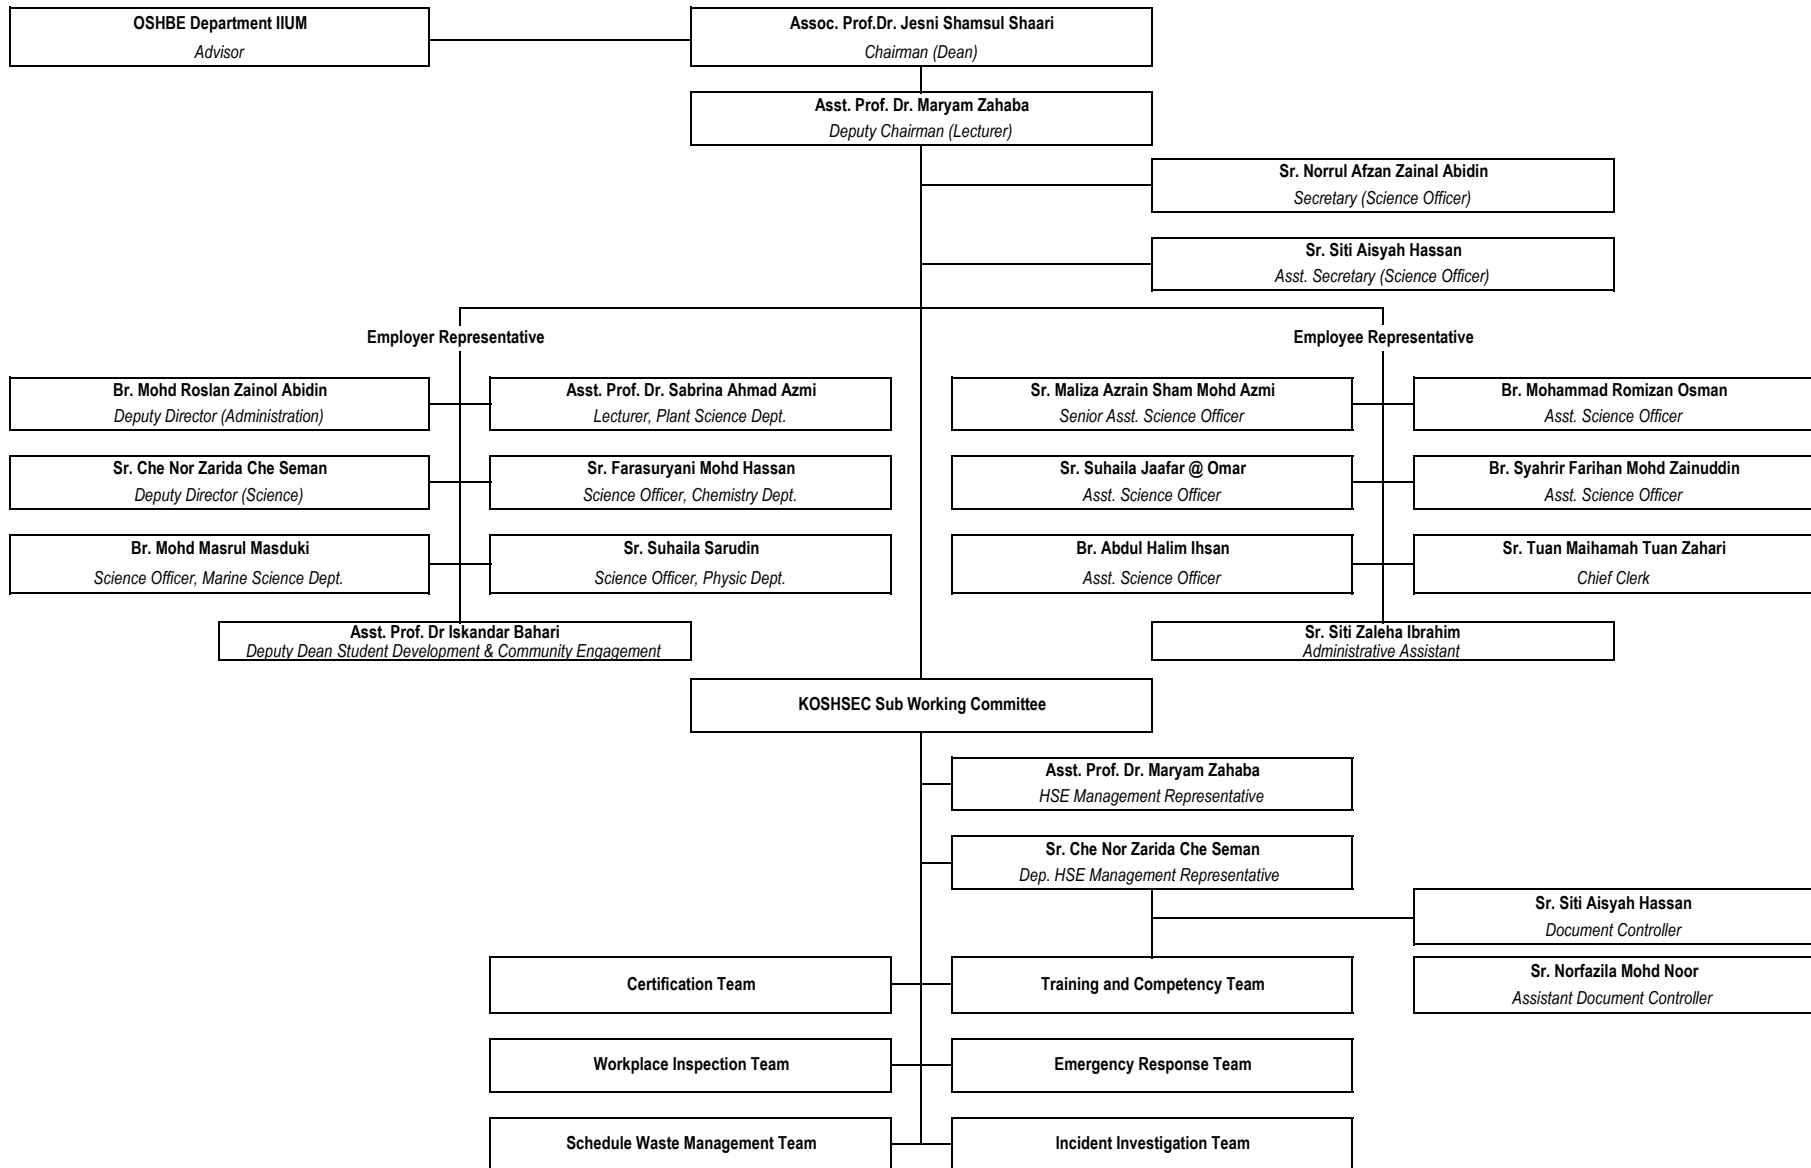 OSHBE Department IIUM
Advisor
Assoc. Prof.Dr. Jesni Shamsul Shaari
Chairman (Dean)
Asst. Prof. Dr. Maryam Zahaba
Deputy Chairman (Lecturer)
Sr. Norrul Afzan Zainal Abidin
Secretary (Science Officer)
Sr. Siti Aisyah Hassan
Asst. Secretary (Science Officer)
Employer Representative
Employee Representative
Br. Mohd Roslan Zainol Abidin
Deputy Director (Administration)
Asst. Prof. Dr. Sabrina Ahmad Azmi
Lecturer, Plant Science Dept.
Sr. Maliza Azrain Sham Mohd Azmi
Senior Asst. Science Officer
Br. Mohammad Romizan Osman
Asst. Science Officer
Sr. Che Nor Zarida Che Seman
Deputy Director (Science)
Sr. Farasuryani Mohd Hassan
Science Officer, Chemistry Dept.
Sr. Suhaila Jaafar @ Omar
Asst. Science Officer
Br. Syahrir Farihan Mohd Zainuddin
Asst. Science Officer
Br. Mohd Masrul Masduki
Science Officer, Marine Science Dept.
Sr. Suhaila Sarudin
Science Officer, Physic Dept.
Br. Abdul Halim Ihsan
Asst. Science Officer
Sr. Tuan Maihamah Tuan Zahari
Chief Clerk
Asst. Prof. Dr Iskandar Bahari
Deputy Dean Student Development & Community Engagement
Sr. Siti Zaleha Ibrahim
Administrative Assistant
KOSHSEC Sub Working Committee
Asst. Prof. Dr. Maryam Zahaba
HSE Management Representative
Sr. Che Nor Zarida Che Seman
Dep. HSE Management Representative
Sr. Siti Aisyah Hassan
Document Controller
Certification Team
Training and Competency Team
Sr. Norfazila Mohd Noor
Assistant Document Controller
Workplace Inspection Team
Emergency Response Team
Schedule Waste Management Team
Incident Investigation Team